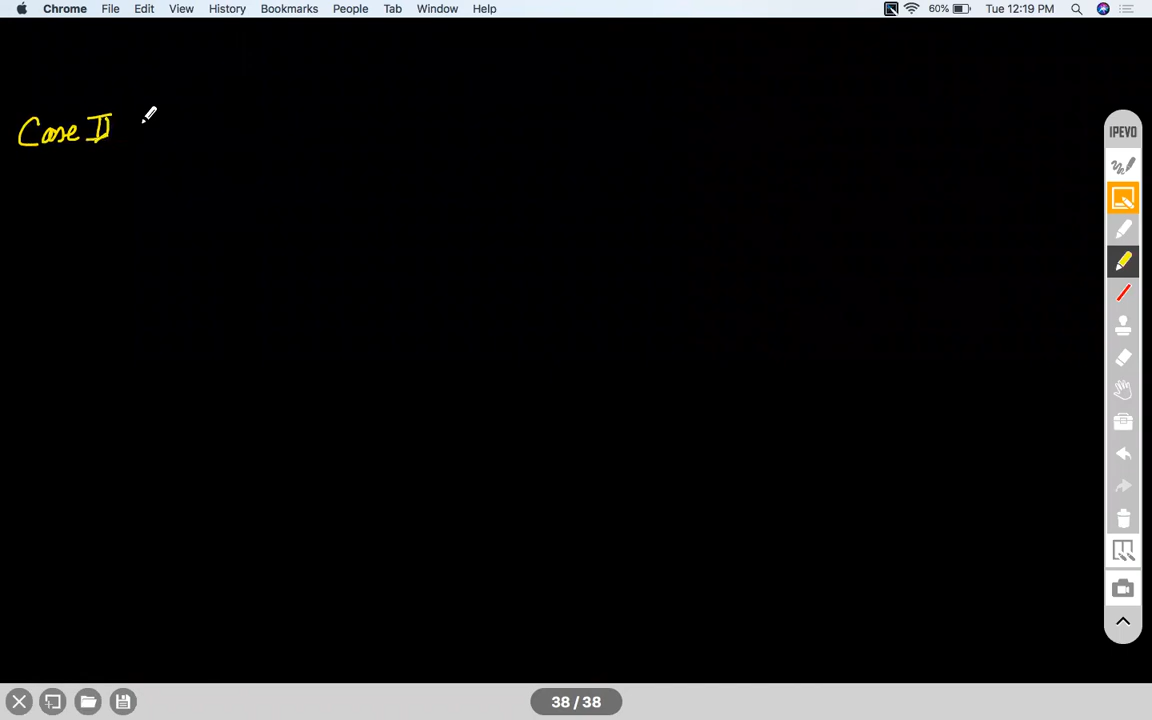 Chrome File Edit View History Bookmarks People Tab Window Help 60% Tue 12:19 PM
Case II
IPEVO
38 / 38